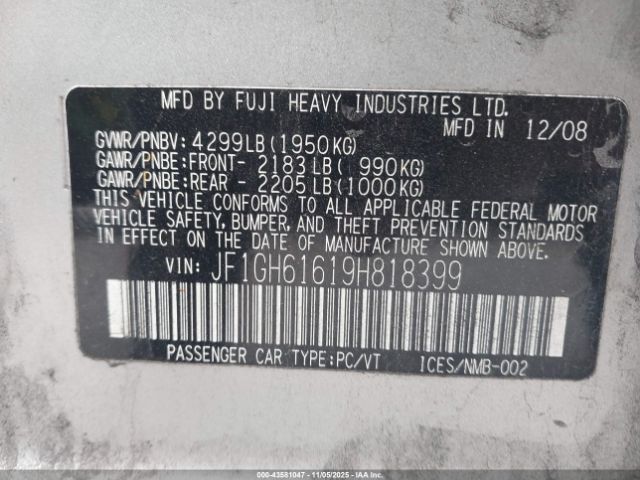 MFD BY FUJI HEAVY INDUSTRIES LTD.
MFD IN 12/08
GVWR/PNBV: 4299LB(1950KG)
GAWR/PNBE:FRONT- 2183LB( 990KG)
GAWR/PNBE:REAR - 2205LB(1000KG)
THIS VEHICLE CONFORMS TO ALL APPLICABLE FEDERAL MOTOR
VEHICLE SAFETY, BUMPER, AND THEFT PREVENTION STANDARDS
IN EFFECT ON THE DATE OF MANUFACTURE SHOWN ABOVE.
VIN: JF1GH61619H818399
PASSENGER CAR TYPE:PC/VT ICES/NMB-002
000-43581047 - 11/05/2025 - IAA, Inc.